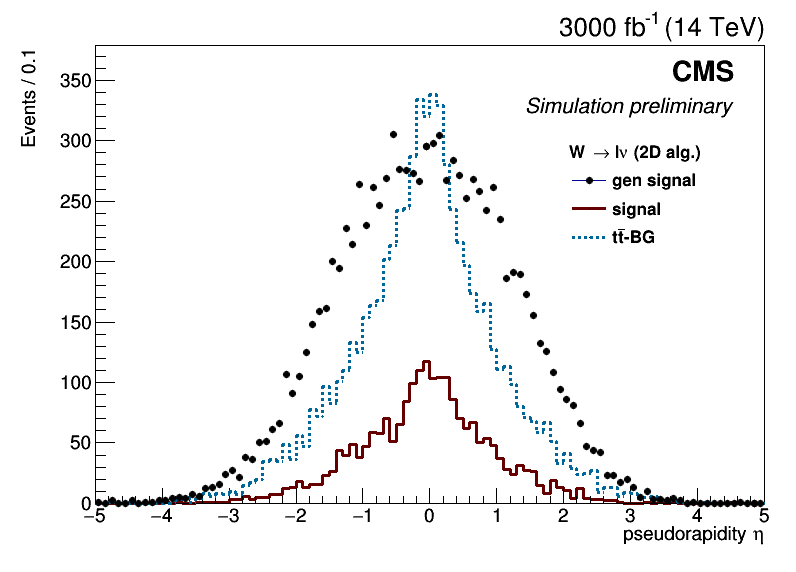 3000 fb⁻¹ (14 TeV)
CMS
Simulation preliminary
W → lν (2D alg.)
gen signal
signal
tt̄-BG
Events / 0.1
350
300
250
200
150
100
50
0
−5 −4 −3 −2 −1 0 1 2 3 4 5
pseudorapidity η